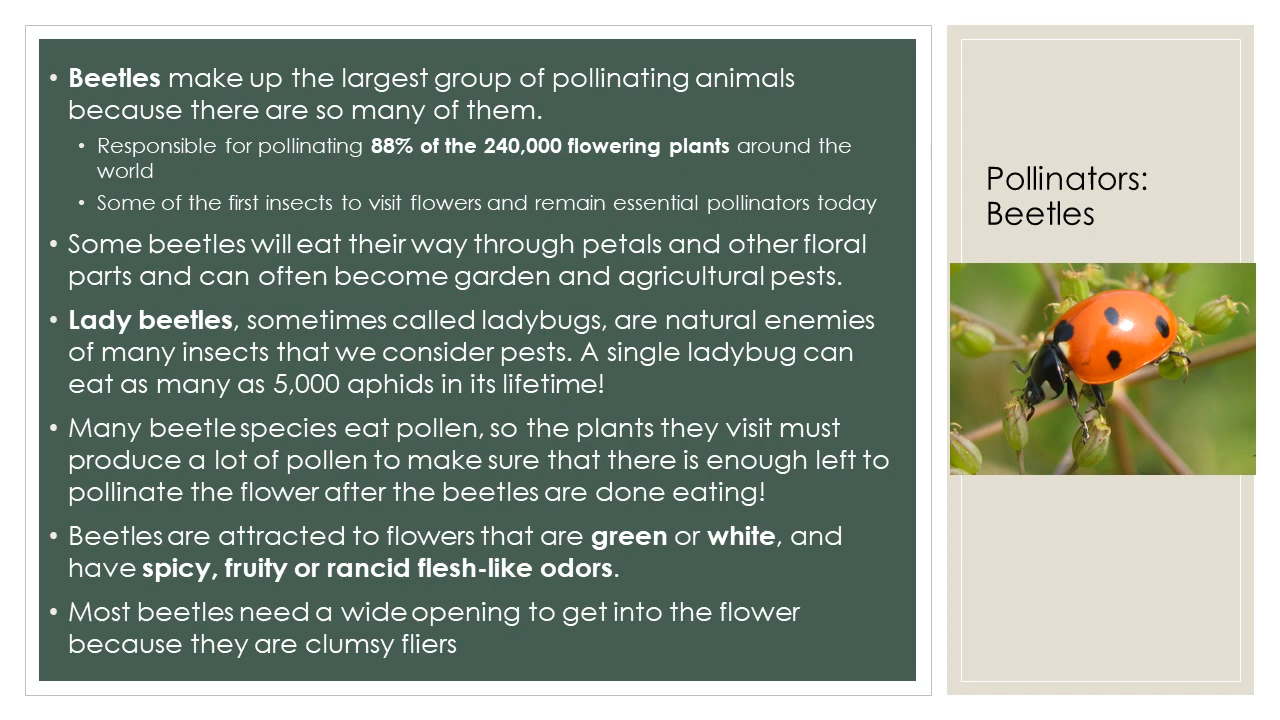 • Beetles make up the largest group of pollinating animals
because there are so many of them.
• Responsible for pollinating 88% of the 240,000 flowering plants around the
world
• Some of the first insects to visit flowers and remain essential pollinators today
• Some beetles will eat their way through petals and other floral
parts and can often become garden and agricultural pests.
• Lady beetles, sometimes called ladybugs, are natural enemies
of many insects that we consider pests. A single ladybug can
eat as many as 5,000 aphids in its lifetime!
• Many beetle species eat pollen, so the plants they visit must
produce a lot of pollen to make sure that there is enough left to
pollinate the flower after the beetles are done eating!
• Beetles are attracted to flowers that are green or white, and
have spicy, fruity or rancid flesh-like odors.
• Most beetles need a wide opening to get into the flower
because they are clumsy fliers
Pollinators:
Beetles